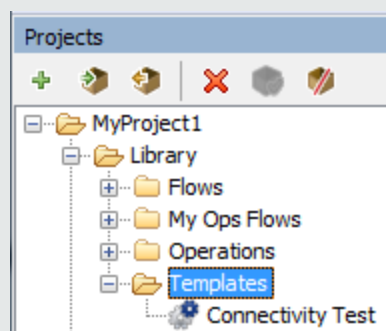 Projects
MyProject1
Library
Flows
My Ops Flows
Operations
Templates
Connectivity Test